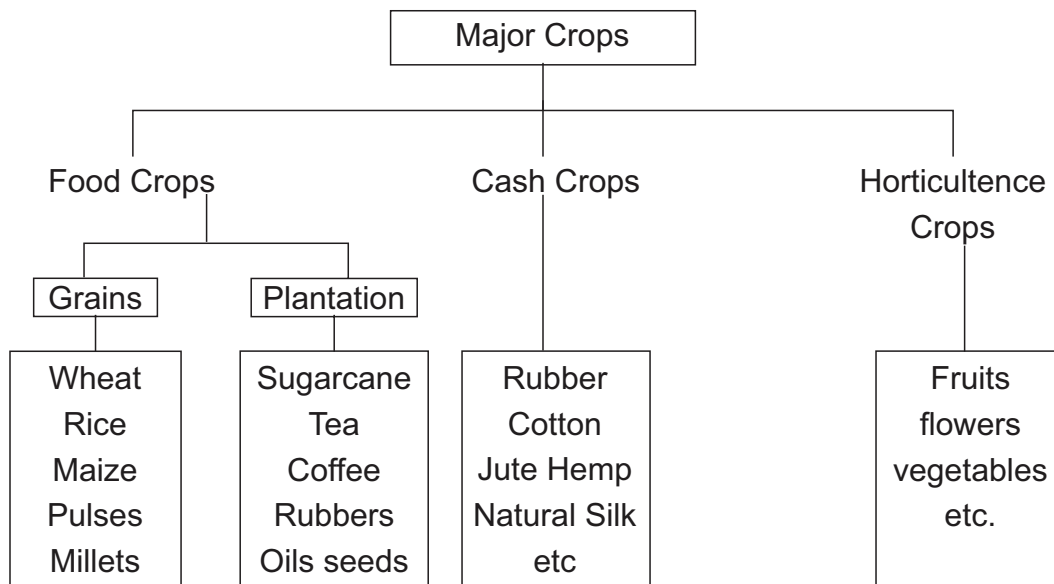 Major Crops
Food Crops
Cash Crops
Horticultence
Crops
Grains
Plantation
Wheat
Rice
Maize
Pulses
Millets
Sugarcane
Tea
Coffee
Rubbers
Oils seeds
Rubber
Cotton
Jute Hemp
Natural Silk
etc
Fruits
flowers
vegetables
etc.